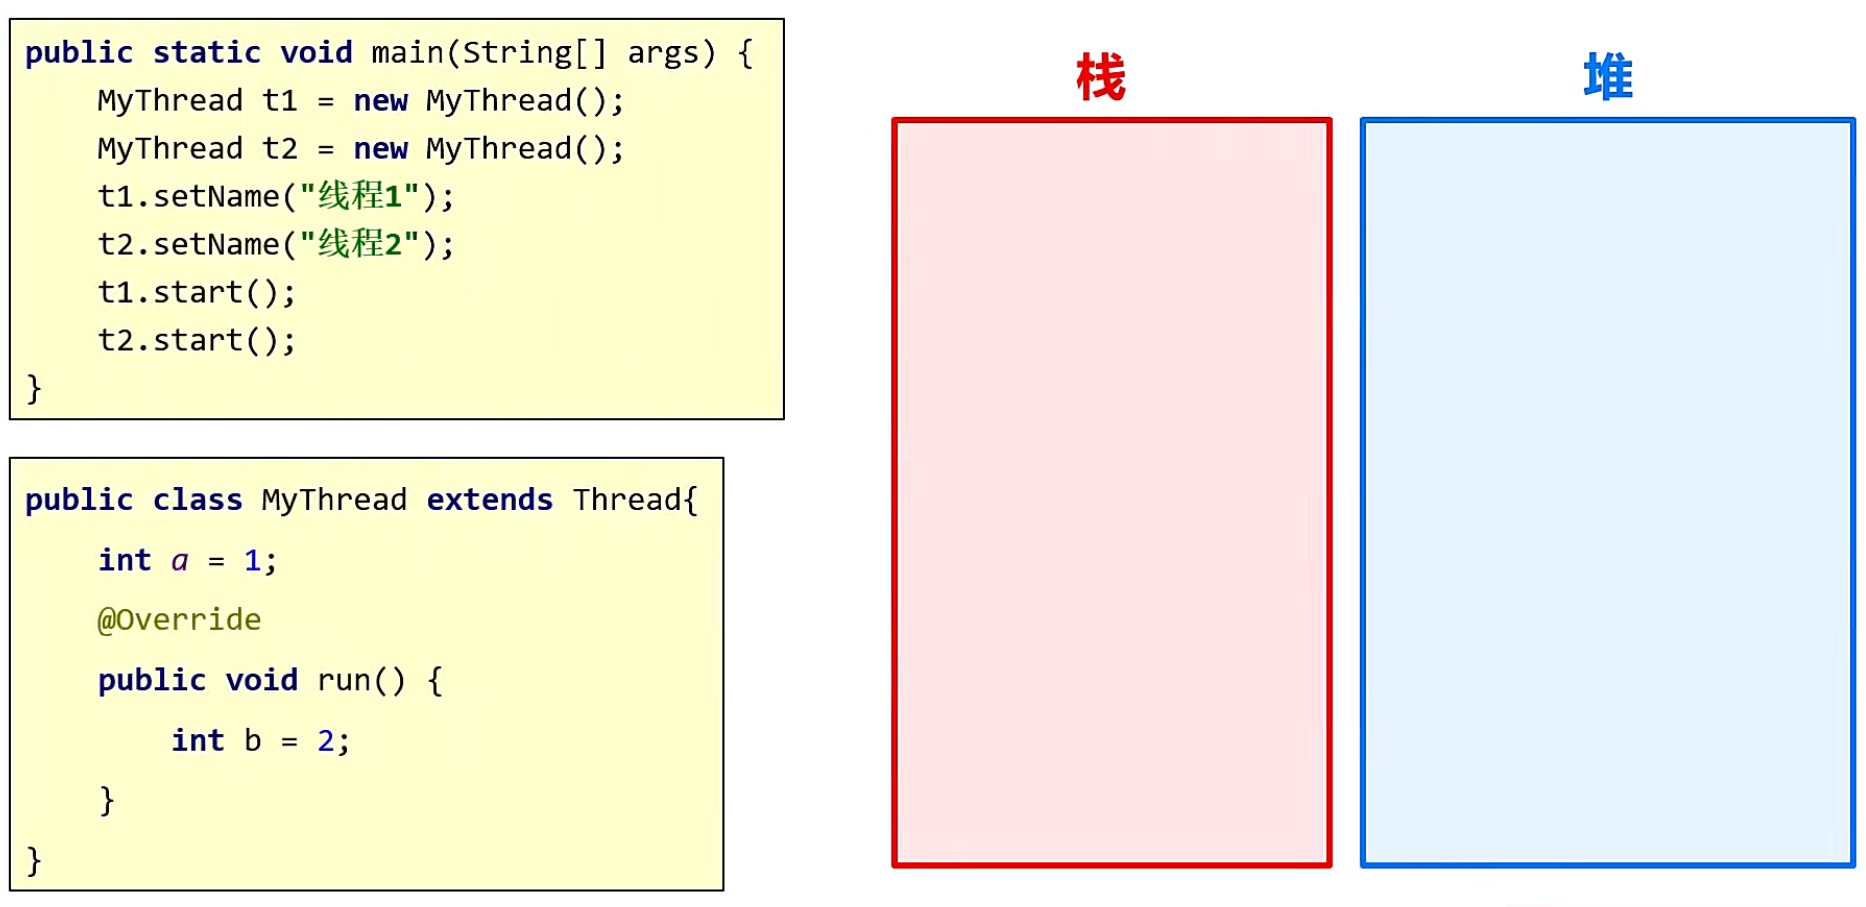 public static void main(String[] args) {
    MyThread t1 = new MyThread();
    MyThread t2 = new MyThread();
    t1.setName("线程1");
    t2.setName("线程2");
    t1.start();
    t2.start();
}
public class MyThread extends Thread{
    int a = 1;
    @Override
    public void run() {
        int b = 2;
    }
}
栈
堆